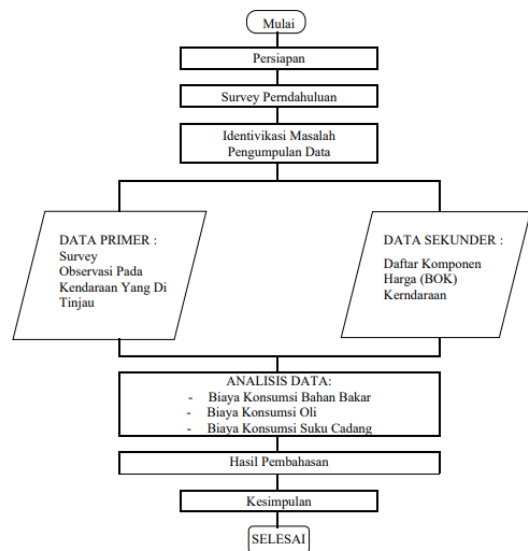 Mulai
Persiapan
Survey Perndahuluan
Identivikasi Masalah
Pengumpulan Data
DATA PRIMER :
Survey
Observasi Pada
Kendaraan Yang Di
Tinjau
DATA SEKUNDER :
Daftar Komponen
Harga (BOK)
Kerndaraan
ANALISIS DATA:
- Biaya Konsumsi Bahan Bakar
- Biaya Konsumsi Oli
- Biaya Konsumsi Suku Cadang
Hasil Pembahasan
Kesimpulan
SELESAI